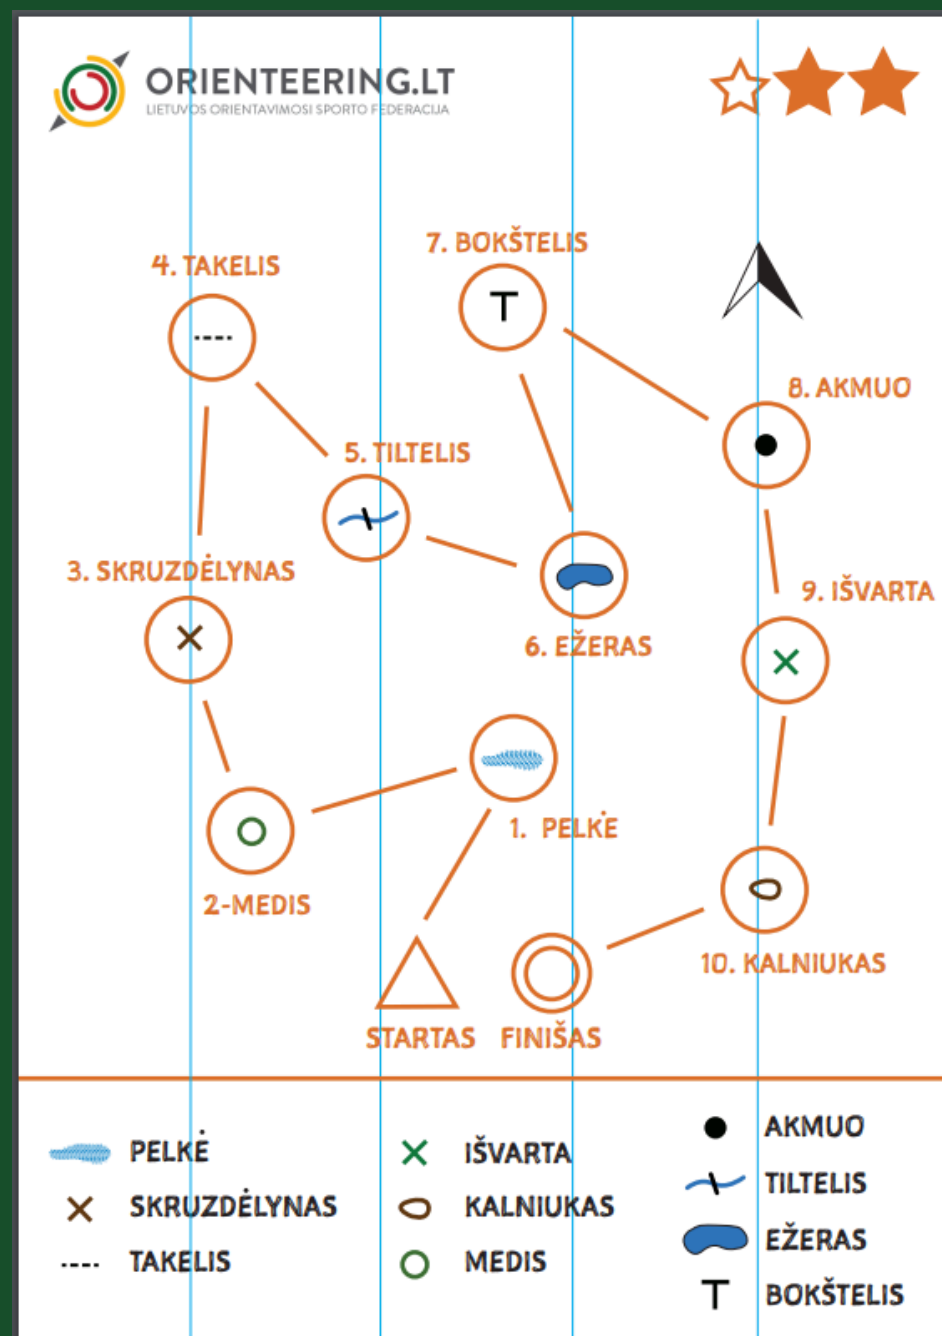 ORIENTEERING.LT
LIETUVOS ORIENTAVIMOSI SPORTO FEDERACIJA
7. BOKŠTELIS
4. TAKELIS
T
8. AKMUO
5. TILTELIS
3. SKRUZDĖLYNAS
9. IŠVARTA
6. EŽERAS
1. PELKĖ
2-MEDIS
10. KALNIUKAS
STARTAS
FINIŠAS
PELKĖ
SKRUZDĖLYNAS
TAKELIS
IŠVARTA
KALNIUKAS
MEDIS
AKMUO
TILTELIS
EŽERAS
T BOKŠTELIS